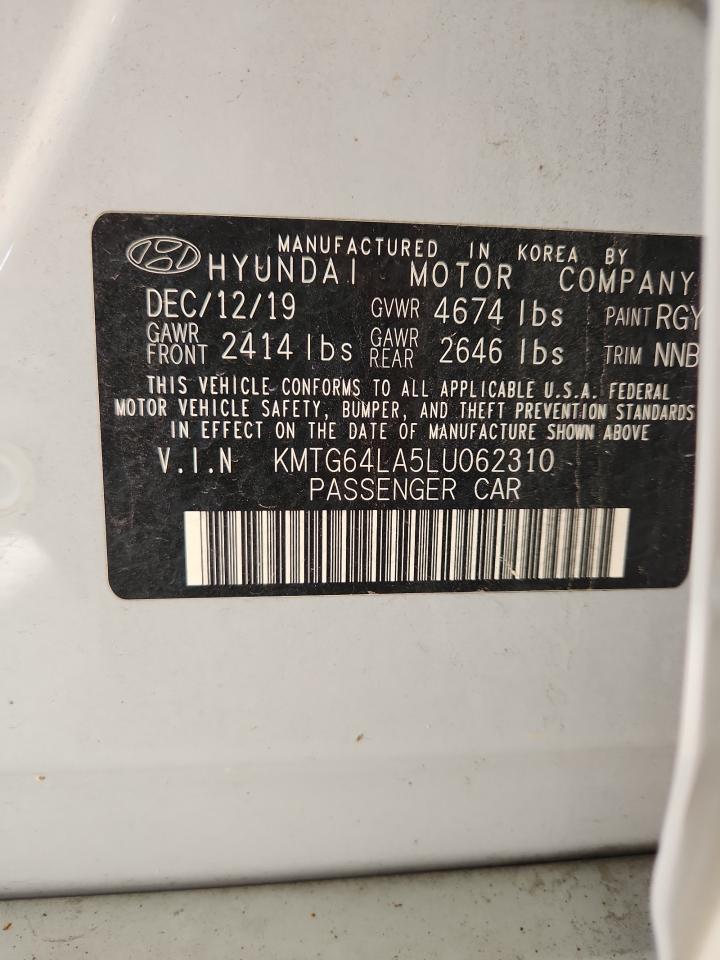 MANUFACTURED IN KOREA BY
HYUNDAI MOTOR COMPANY
DEC/12/19 GVWR 4674 lbs PAINT RGY
GAWR FRONT 2414 lbs GAWR REAR 2646 lbs TRIM NNB
THIS VEHICLE CONFORMS TO ALL APPLICABLE U.S.A. FEDERAL
MOTOR VEHICLE SAFETY, BUMPER, AND THEFT PREVENTION STANDARDS
IN EFFECT ON THE DATE OF MANUFACTURE SHOWN ABOVE
V.I.N KMTG64LA5LU062310
PASSENGER CAR